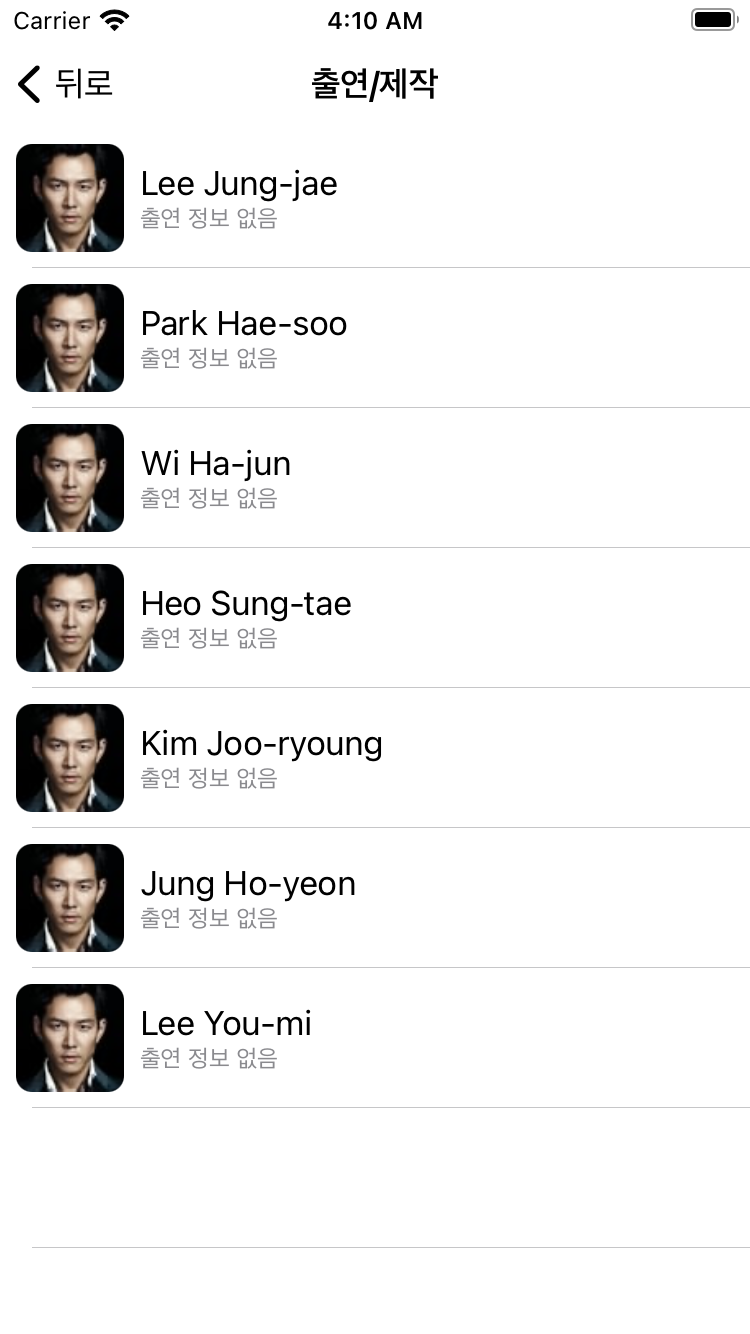 Carrier 4:10 AM
뒤로 출연/제작
Lee Jung-jae
출연 정보 없음
Park Hae-soo
출연 정보 없음
Wi Ha-jun
출연 정보 없음
Heo Sung-tae
출연 정보 없음
Kim Joo-ryoung
출연 정보 없음
Jung Ho-yeon
출연 정보 없음
Lee You-mi
출연 정보 없음